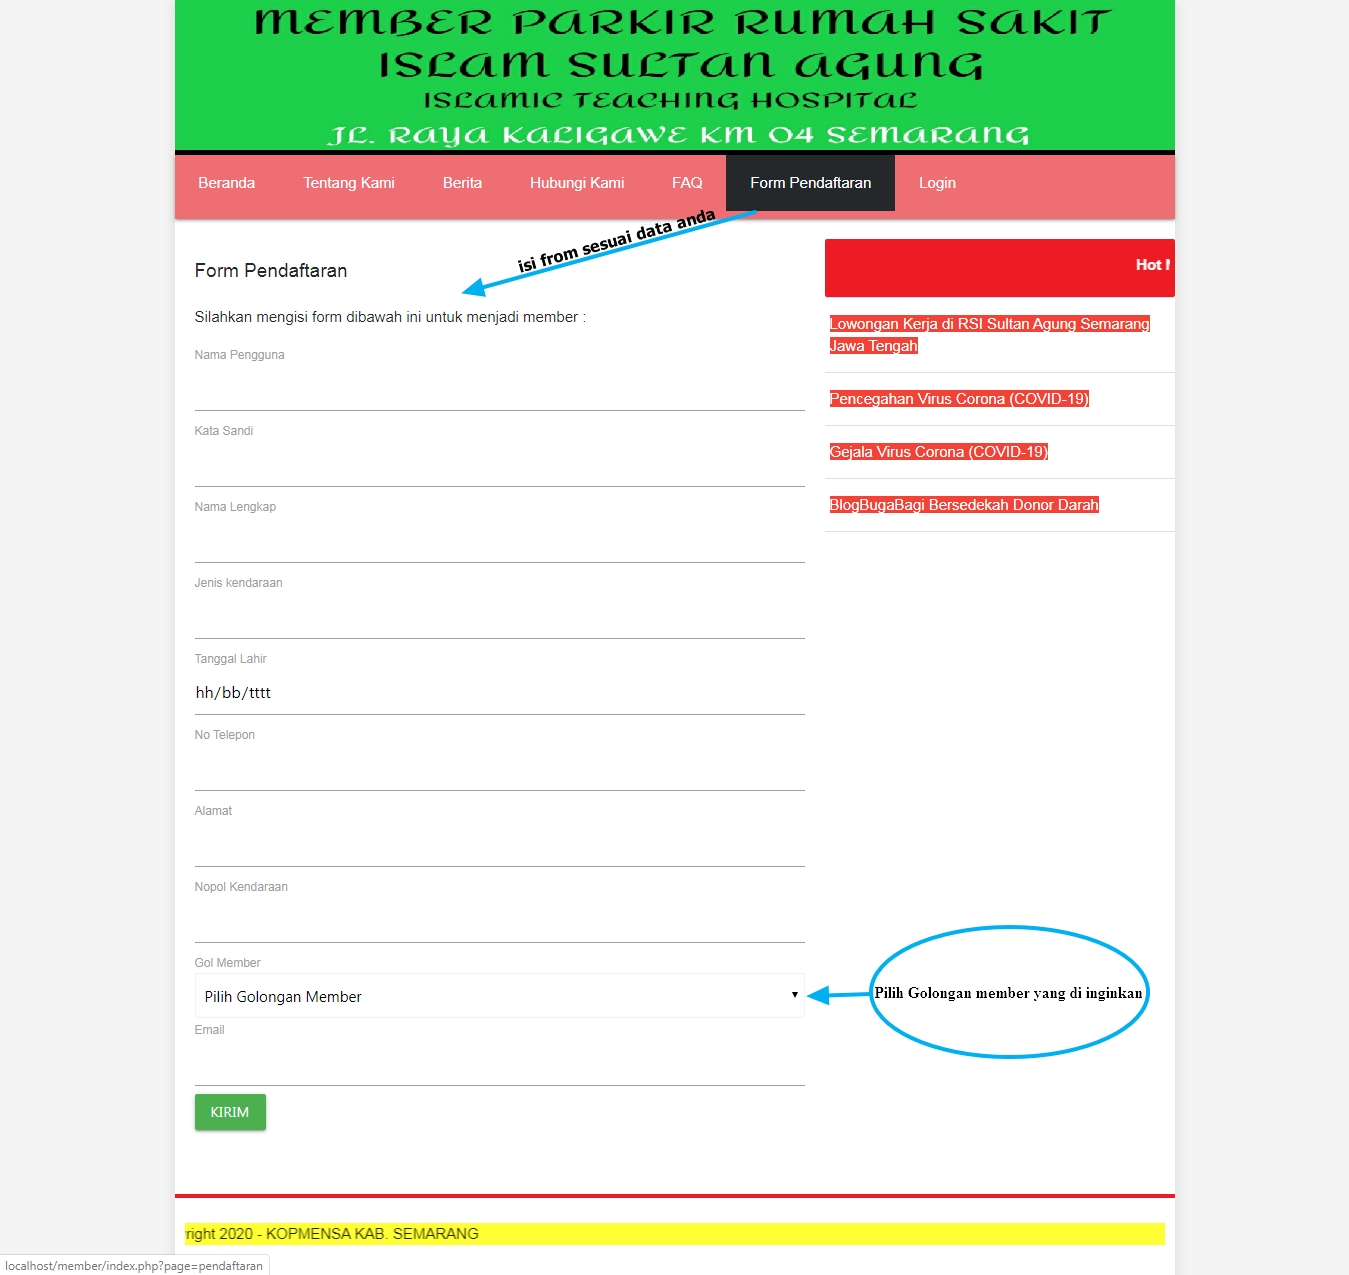 MEMBER PARKIR RUMAH SAKIT
ISLAM SULTAN AGUNG
ISLAMIC TEACHING HOSPITAL
JL. RAYA KALIGAWE KM 04 SEMARANG
Beranda Tentang Kami Berita Hubungi Kami FAQ Form Pendaftaran Login
isi from sesuai data anda
Form Pendaftaran
Silahkan mengisi form dibawah ini untuk menjadi member :
Nama Pengguna
Kata Sandi
Nama Lengkap
Jenis kendaraan
Tanggal Lahir
hh/bb/tttt
No Telepon
Alamat
Nopol Kendaraan
Gol Member
Pilih Golongan Member
Pilih Golongan member yang di inginkan
Email
KIRIM
Hot
Lowongan Kerja di RSI Sultan Agung Semarang
Jawa Tengah
Pencegahan Virus Corona (COVID-19)
Gejala Virus Corona (COVID-19)
BlogBugaBagi Bersedekah Donor Darah
right 2020 - KOPMENSA KAB. SEMARANG
localhost/member/index.php?page=pendaftaran